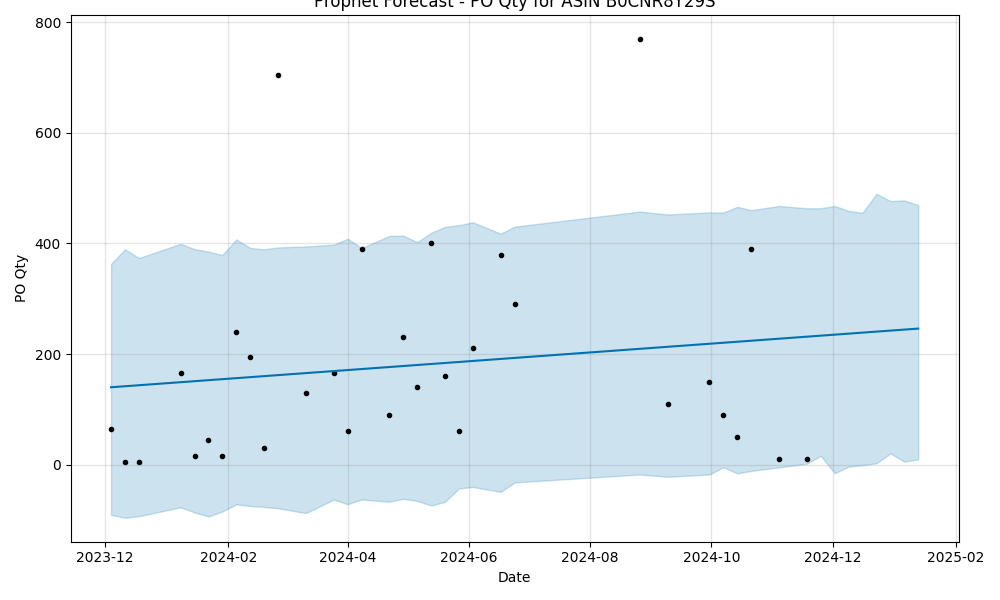 Prophet Forecast - PO Qty for ASIN B0CNR8Y29S
800
600
400
200
0
PO Qty
2023-12 2024-02 2024-04 2024-06 2024-08 2024-10 2024-12 2025-02
Date